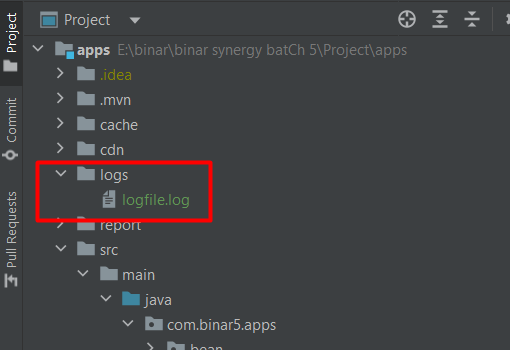 Project
Project
apps E:\binar\binar synergy batCh 5\Project\apps
.idea
.mvn
cache
cdn
Commit
logs
logfile.log
Pull Requests
report
src
main
java
com.binar5.apps
bean